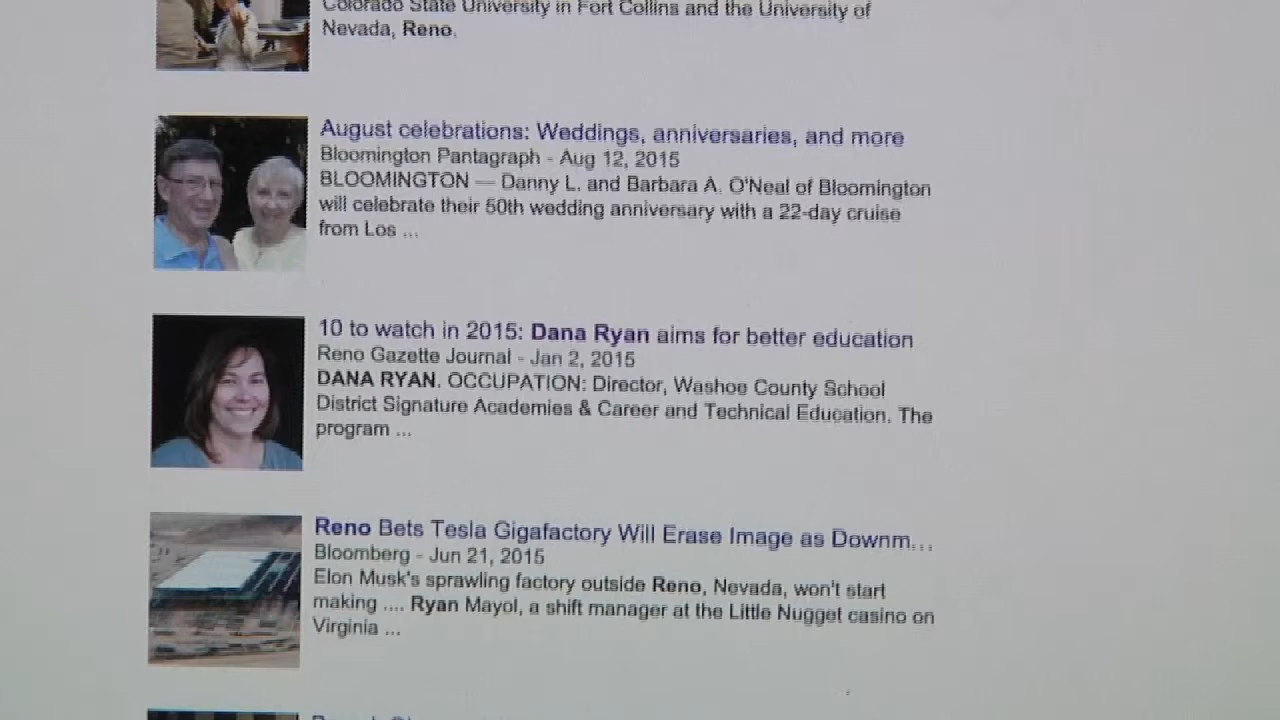 Colorado State University in Fort Collins and the University of
Nevada, Reno.
August celebrations: Weddings, anniversaries, and more
Bloomington Pantagraph - Aug 12, 2015
BLOOMINGTON — Danny L. and Barbara A. O'Neal of Bloomington
will celebrate their 50th wedding anniversary with a 22-day cruise
from Los ...
10 to watch in 2015: Dana Ryan aims for better education
Reno Gazette Journal - Jan 2, 2015
DANA RYAN. OCCUPATION: Director, Washoe County School
District Signature Academies & Career and Technical Education. The
program ...
Reno Bets Tesla Gigafactory Will Erase Image as Downm...
Bloomberg - Jun 21, 2015
Elon Musk's sprawling factory outside Reno, Nevada, won't start
making .... Ryan Mayol, a shift manager at the Little Nugget casino on
Virginia ...